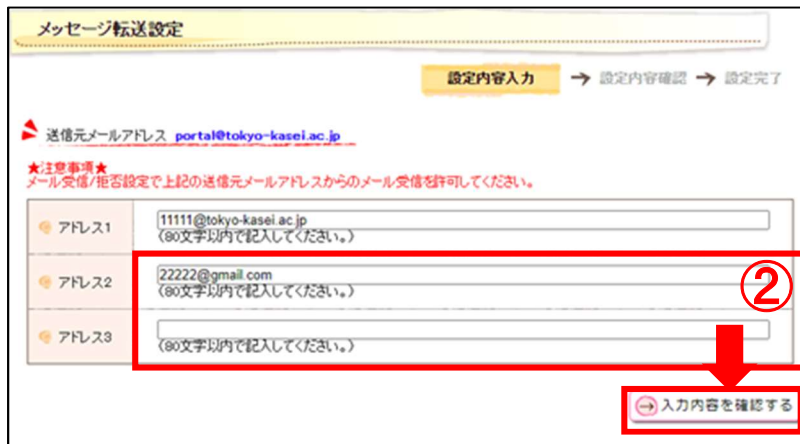 メッセージ転送設定
設定内容入力 → 設定内容確認 → 設定完了
送信元メールアドレス portal@tokyo-kasei.ac.jp
★注意事項★
メール受信/拒否設定で上記の送信元メールアドレスからのメール受信を許可してください。
アドレス1
11111@tokyo-kasei.ac.jp
(80文字以内で記入してください。)
アドレス2
22222@gmail.com
(80文字以内で記入してください。)
②
アドレス3
(80文字以内で記入してください。)
入力内容を確認する